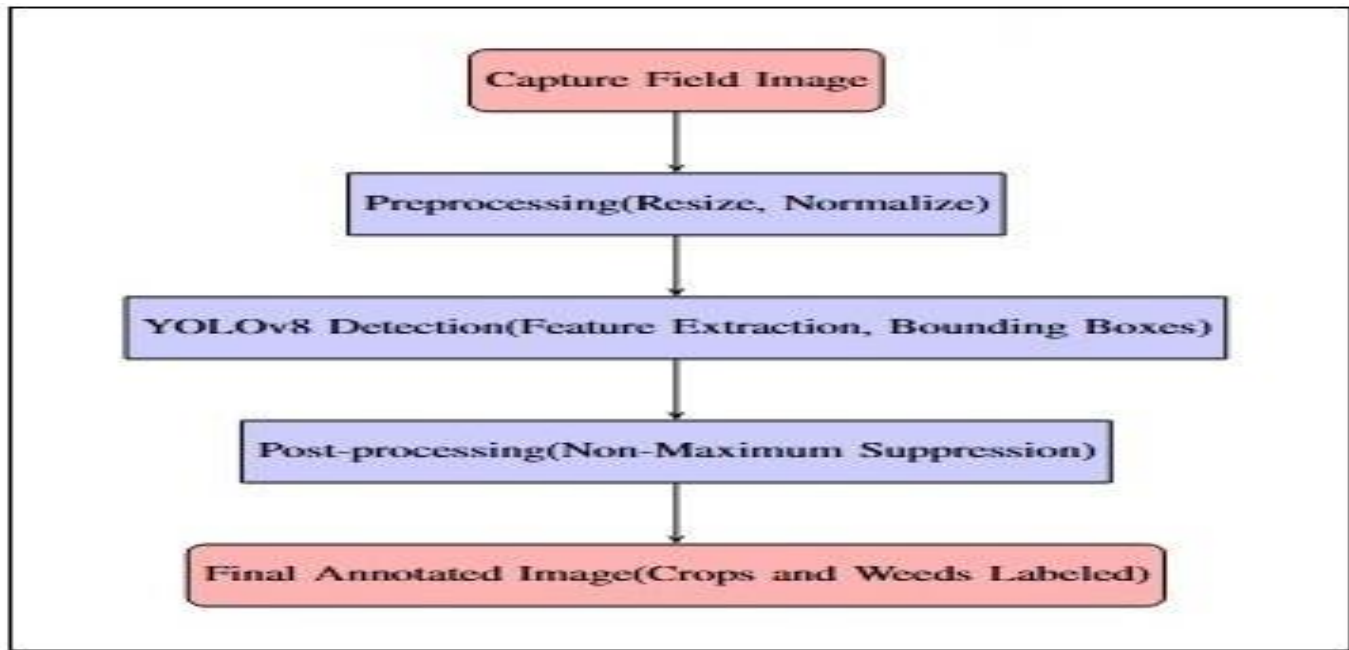 Capture Field Image
Preprocessing(Resize, Normalize)
YOLOv8 Detection(Feature Extraction, Bounding Boxes)
Post-processing(Non-Maximum Suppression)
Final Annotated Image(Crops and Weeds Labeled)